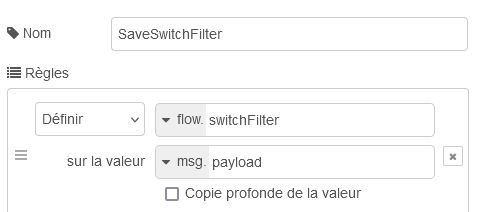 Nom SaveSwitchFilter
Règles
Définir flow. switchFilter
sur la valeur msg. payload
Copie profonde de la valeur